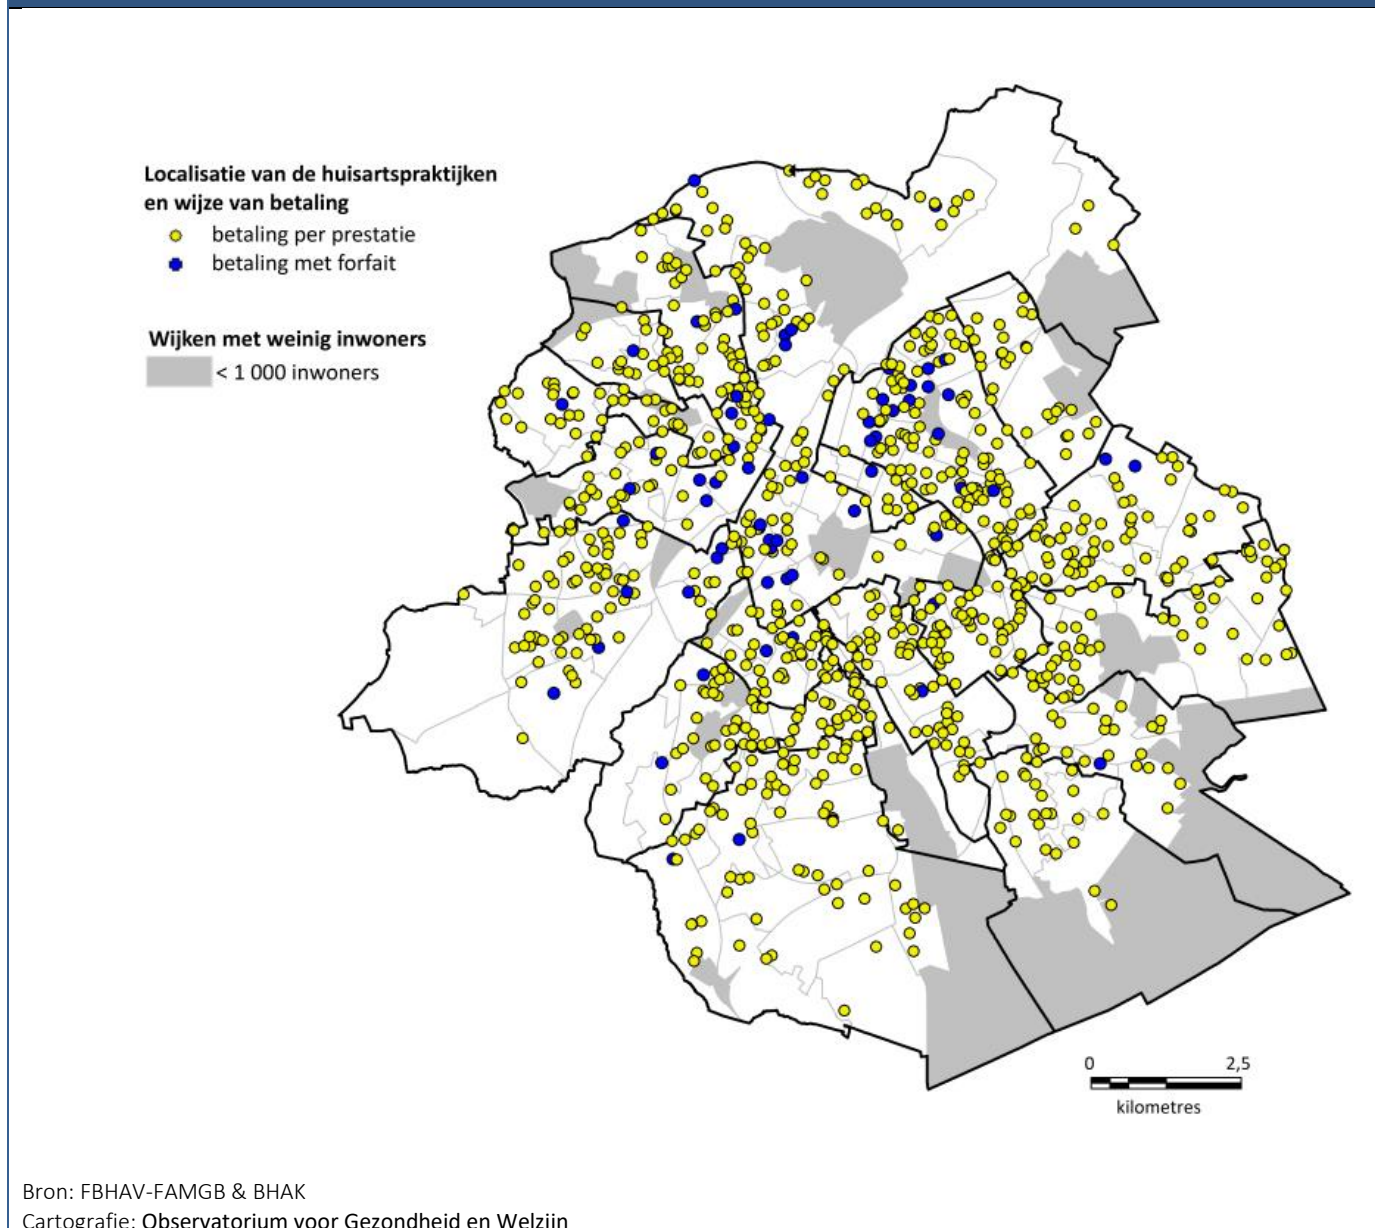 Localisatie van de huisartspraktijken
en wijze van betaling
betaling per prestatie
betaling met forfait
Wijken met weinig inwoners
< 1 000 inwoners
0 2,5
kilometres
Bron: FBHAV-FAMGB & BHAK
Cartografie: Observatorium voor Gezondheid en Welzijn